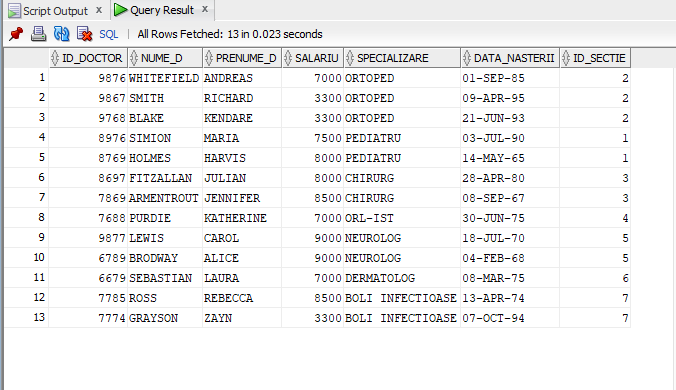 Script Output × Query Result ×
SQL | All Rows Fetched: 13 in 0.023 seconds
ID_DOCTOR NUME_D PRENUME_D SALARIU SPECIALIZARE DATA_NASTERII ID_SECTIE
1 9876 WHITEFIELD ANDREAS 7000 ORTOPED 01-SEP-85 2
2 9867 SMITH RICHARD 3300 ORTOPED 09-APR-95 2
3 9768 BLAKE KENDARE 3300 ORTOPED 21-JUN-93 2
4 8976 SIMION MARIA 7500 PEDIATRU 03-JUL-90 1
5 8769 HOLMES HARVIS 8000 PEDIATRU 14-MAY-65 1
6 8697 FITZALLAN JULIAN 8000 CHIRURG 28-APR-80 3
7 7869 ARMENTROUT JENNIFER 8500 CHIRURG 08-SEP-67 3
8 7688 PURDIE KATHERINE 7000 ORL-IST 30-JUN-75 4
9 9877 LEWIS CAROL 9000 NEUROLOG 18-JUL-70 5
10 6789 BRODWAY ALICE 9000 NEUROLOG 04-FEB-68 5
11 6679 SEBASTIAN LAURA 7000 DERMATOLOG 08-MAR-75 6
12 7785 ROSS REBECCA 8500 BOLI INFECTIOASE 13-APR-74 7
13 7774 GRAYSON ZAYN 3300 BOLI INFECTIOASE 07-OCT-94 7